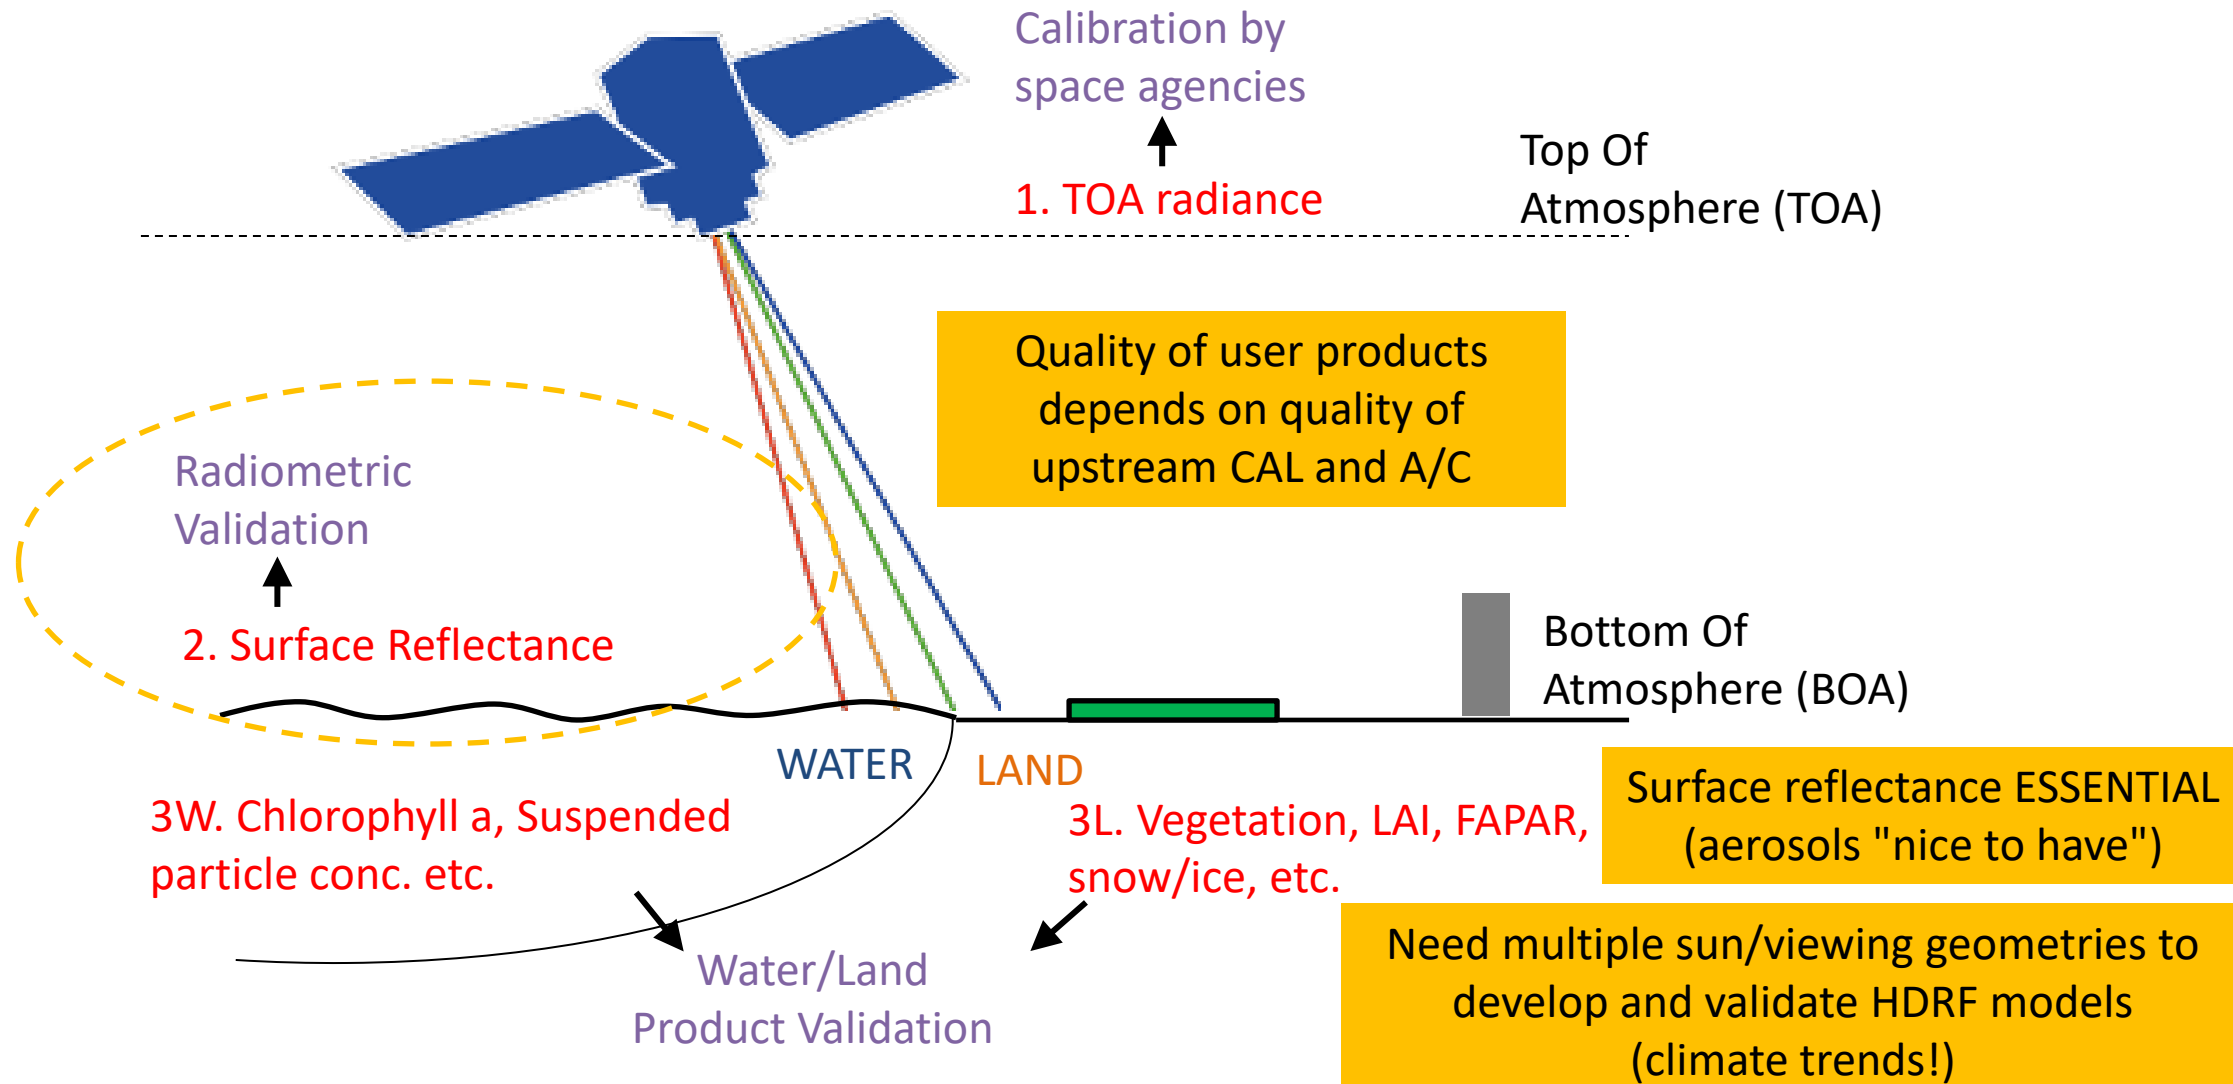 Calibration by
space agencies
1. TOA radiance
Top Of
Atmosphere (TOA)
Quality of user products
depends on quality of
upstream CAL and A/C
Radiometric
Validation
2. Surface Reflectance
Bottom Of
Atmosphere (BOA)
WATER
LAND
3W. Chlorophyll a, Suspended
particle conc. etc.
3L. Vegetation, LAI, FAPAR,
snow/ice, etc.
Surface reflectance ESSENTIAL
(aerosols "nice to have")
Water/Land
Product Validation
Need multiple sun/viewing geometries to
develop and validate HDRF models
(climate trends!)